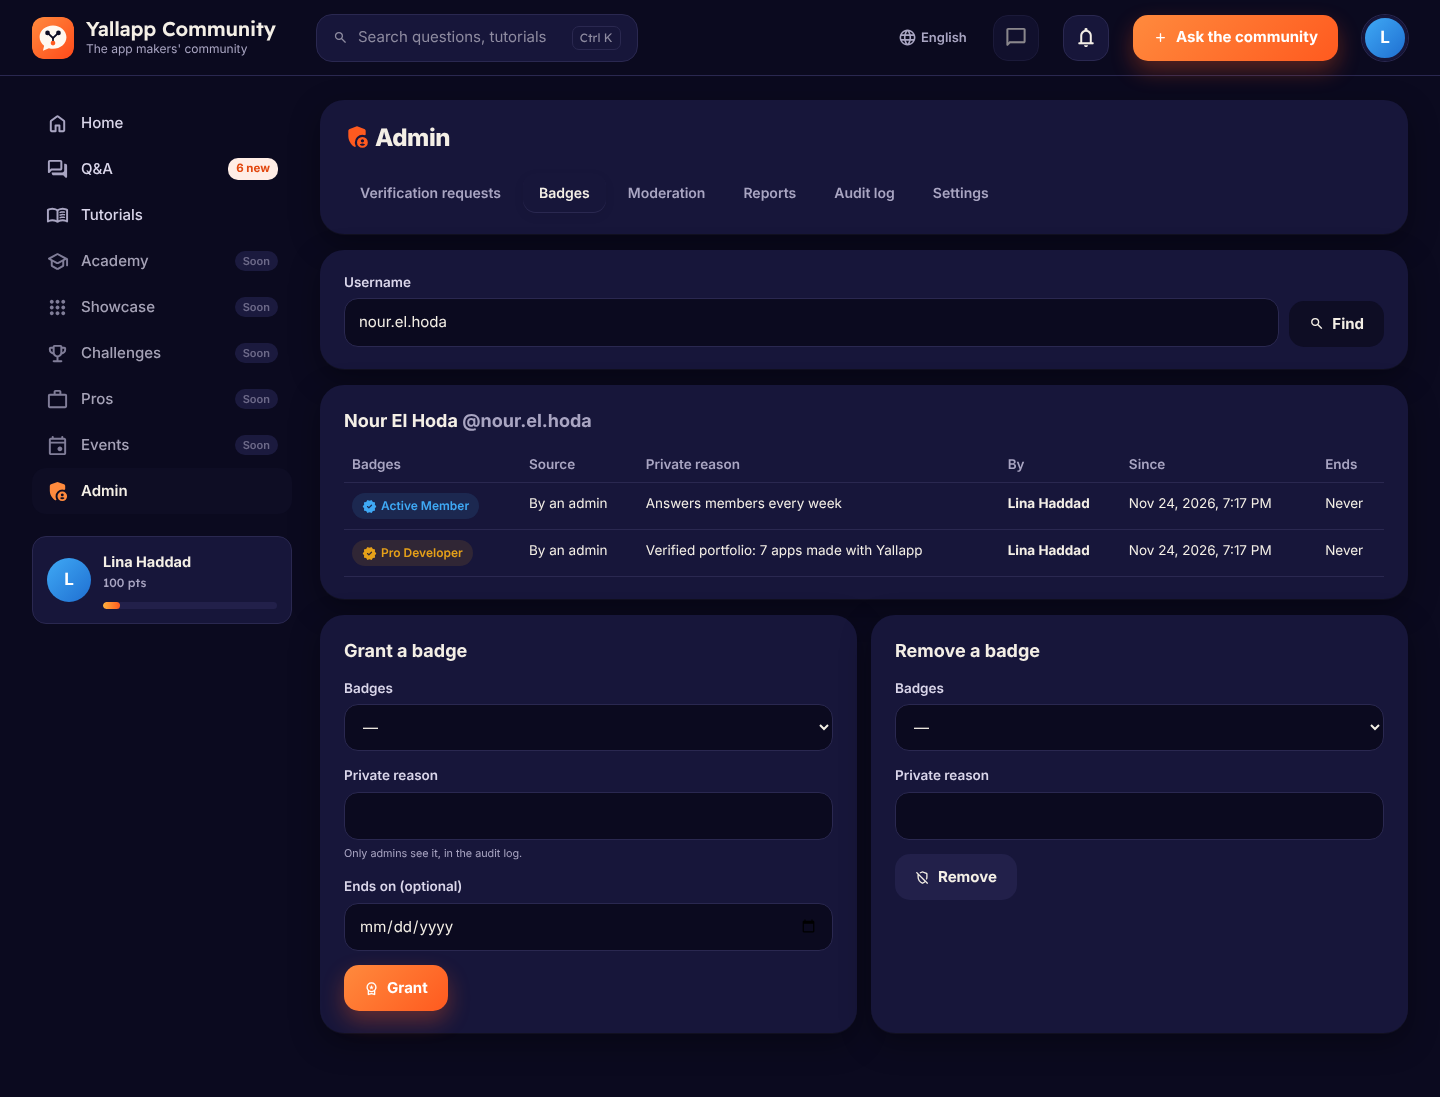 Yallapp Community
The app makers' community
Search questions, tutorials
Ctrl K
English
Ask the community
L
Home
Q&A
6 new
Tutorials
Academy
Soon
Showcase
Soon
Challenges
Soon
Pros
Soon
Events
Soon
Admin
L
Lina Haddad
100 pts
Admin
Verification requests
Badges
Moderation
Reports
Audit log
Settings
Username
nour.el.hoda
Find
Nour El Hoda @nour.el.hoda
Badges Source Private reason By Since Ends
Active Member By an admin Answers members every week Lina Haddad Nov 24, 2026, 7:17 PM Never
Pro Developer By an admin Verified portfolio: 7 apps made with Yallapp Lina Haddad Nov 24, 2026, 7:17 PM Never
Grant a badge
Badges
—
Private reason
Only admins see it, in the audit log.
Ends on (optional)
mm/dd/yyyy
Grant
Remove a badge
Badges
—
Private reason
Remove